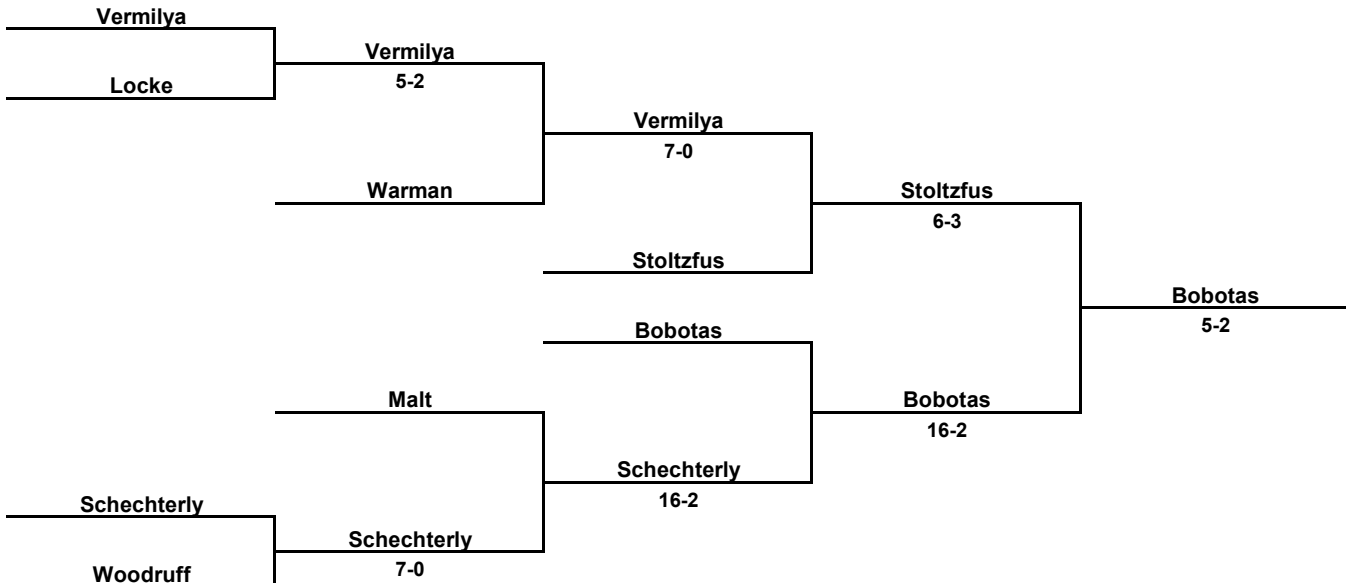 Vermilya
Vermilya
5-2
Locke
Vermilya
7-0
Warman
Stoltzfus
6-3
Stoltzfus
Bobotas
5-2
Bobotas
Malt
Bobotas
16-2
Schechterly
16-2
Schechterly
Schechterly
7-0
Woodruff